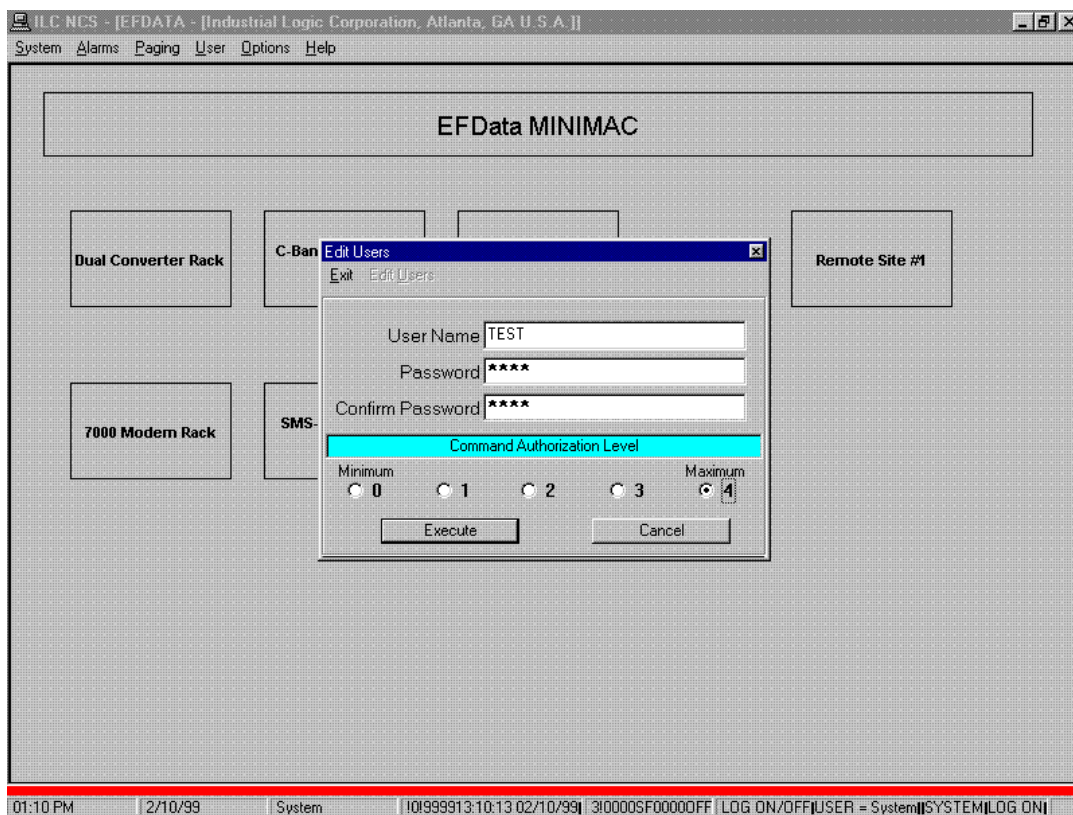 ILC NCS - [EFDATA - [Industrial Logic Corporation, Atlanta, GA U.S.A.]]
System Alarms Paging User Options Help
EFData MINIMAC
Dual Converter Rack
C-Ban
Remote Site #1
Edit Users
Exit Edit Users
User Name TEST
Password ****
Confirm Password ****
7000 Modem Rack
SMS-
Command Authorization Level
Minimum Maximum
0 1 2 3 4
Execute Cancel
01:10 PM 2/10/99 System !0!999913:10:13 02/10/99| 3!0000SF0000OFF LOG ON/OFF|USER = System||SYSTEM|LOG ON|